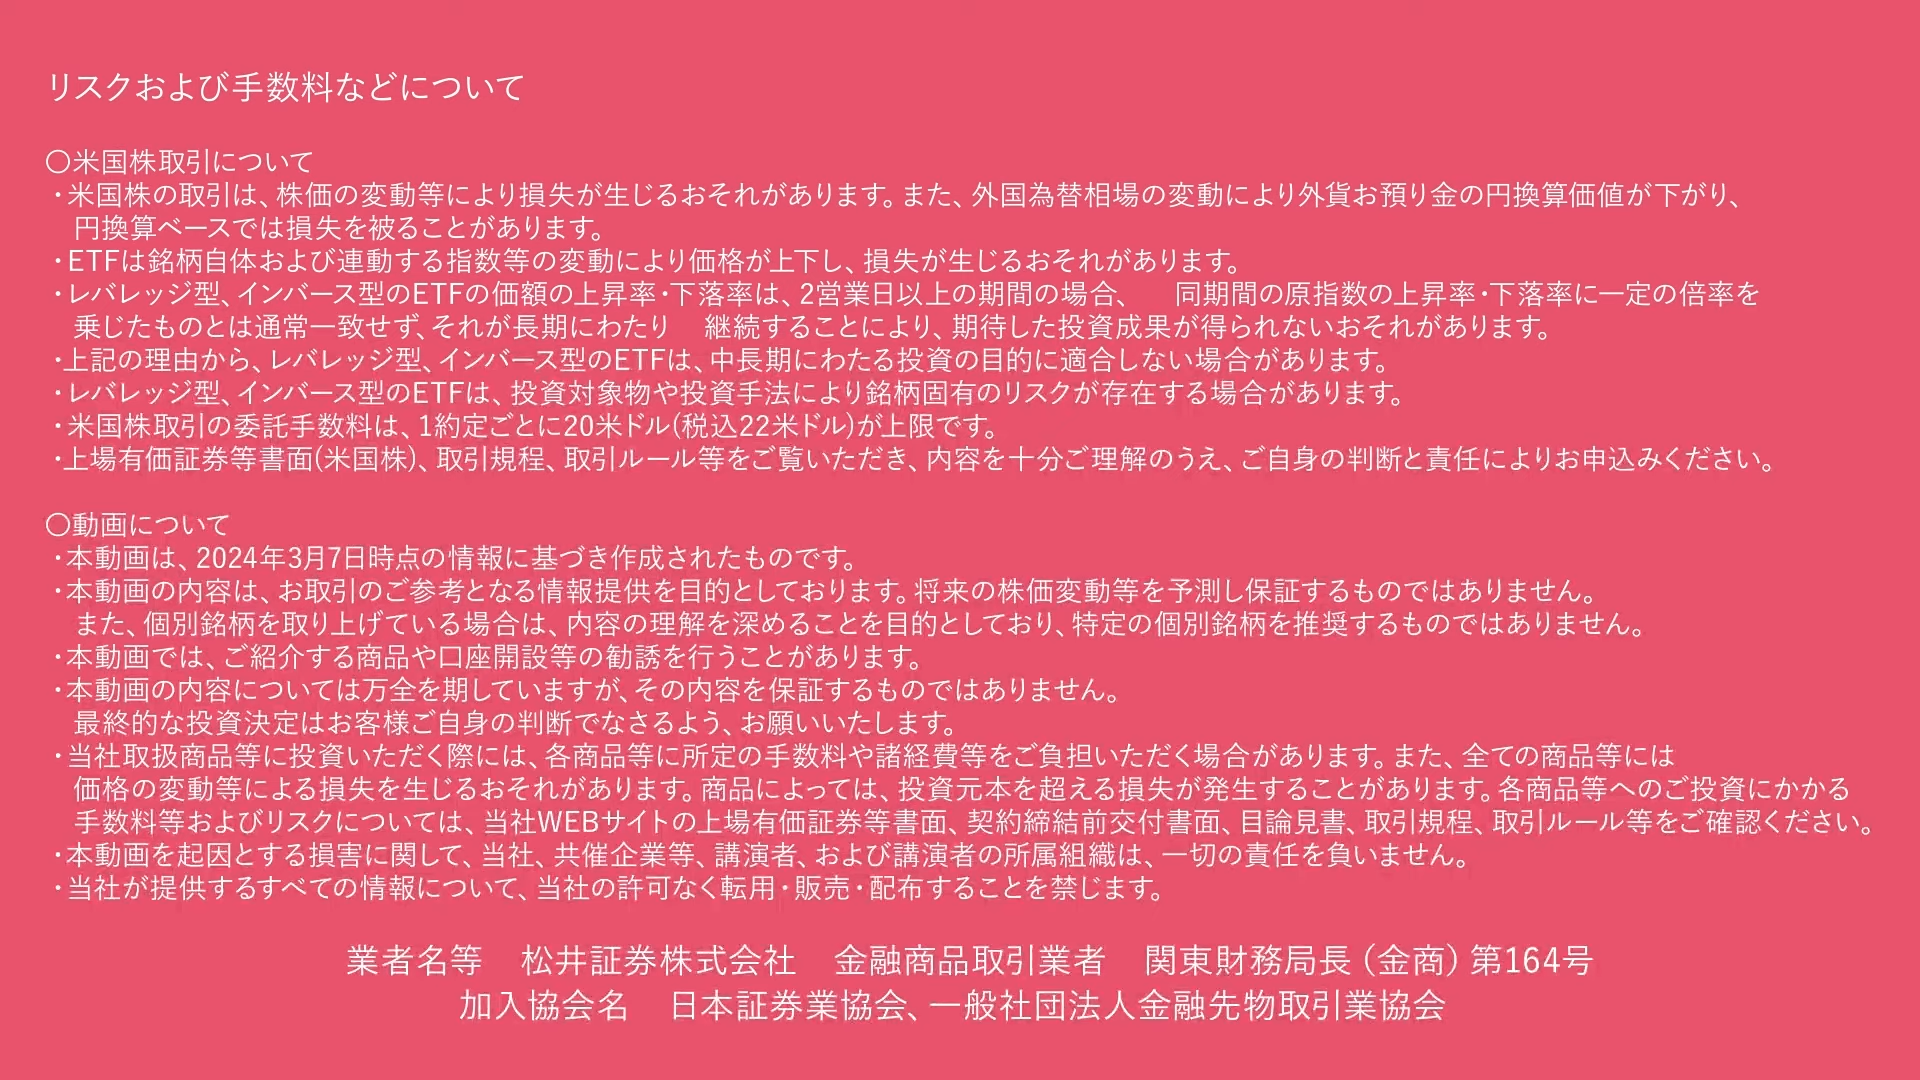 リスクおよび手数料などについて
〇米国株取引について
・米国株の取引は、株価の変動等により損失が生じるおそれがあります。また、外国為替相場の変動により外貨お預り金の円換算価値が下がり、
円換算ベースでは損失を被ることがあります。
・ETFは銘柄自体および連動する指数等の変動により価格が上下し、損失が生じるおそれがあります。
・レバレッジ型、インバース型のETFの価額の上昇率・下落率は、2営業日以上の期間の場合、　同期間の原指数の上昇率・下落率に一定の倍率を
乗じたものとは通常一致せず、それが長期にわたり　継続することにより、期待した投資成果が得られないおそれがあります。
・上記の理由から、レバレッジ型、インバース型のETFは、中長期にわたる投資の目的に適合しない場合があります。
・レバレッジ型、インバース型のETFは、投資対象物や投資手法により銘柄固有のリスクが存在する場合があります。
・米国株取引の委託手数料は、1約定ごとに20米ドル(税込22米ドル)が上限です。
・上場有価証券等書面(米国株)、取引規程、取引ルール等をご覧いただき、内容を十分ご理解のうえ、ご自身の判断と責任によりお申込みください。
〇動画について
・本動画は、2024年3月7日時点の情報に基づき作成されたものです。
・本動画の内容は、お取引のご参考となる情報提供を目的としております。将来の株価変動等を予測し保証するものではありません。
また、個別銘柄を取り上げている場合は、内容の理解を深めることを目的としており、特定の個別銘柄を推奨するものではありません。
・本動画では、ご紹介する商品や口座開設等の勧誘を行うことがあります。
・本動画の内容については万全を期していますが、その内容を保証するものではありません。
最終的な投資決定はお客様ご自身の判断でなさるよう、お願いいたします。
・当社取扱商品等に投資いただく際には、各商品等に所定の手数料や諸経費等をご負担いただく場合があります。また、全ての商品等には
価格の変動等による損失を生じるおそれがあります。商品によっては、投資元本を超える損失が発生することがあります。各商品等へのご投資にかかる
手数料等およびリスクについては、当社WEBサイトの上場有価証券等書面、契約締結前交付書面、目論見書、取引規程、取引ルール等をご確認ください。
・本動画を起因とする損害に関して、当社、共催企業等、講演者、および講演者の所属組織は、一切の責任を負いません。
・当社が提供するすべての情報について、当社の許可なく転用・販売・配布することを禁じます。
業者名等　松井証券株式会社　金融商品取引業者　関東財務局長（金商）第164号
加入協会名　日本証券業協会、一般社団法人金融先物取引業協会